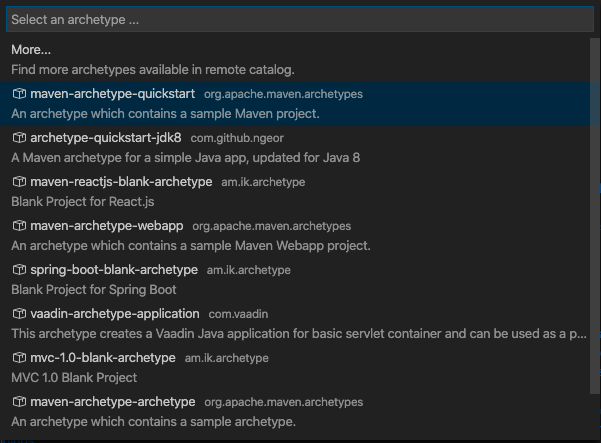 Select an archetype ...
More...
Find more archetypes available in remote catalog.
maven-archetype-quickstart org.apache.maven.archetypes
An archetype which contains a sample Maven project.
archetype-quickstart-jdk8 com.github.ngeor
A Maven archetype for a simple Java app, updated for Java 8
maven-reactjs-blank-archetype am.ik.archetype
Blank Project for React.js
maven-archetype-webapp org.apache.maven.archetypes
An archetype which contains a sample Maven Webapp project.
spring-boot-blank-archetype am.ik.archetype
Blank Project for Spring Boot
vaadin-archetype-application com.vaadin
This archetype creates a Vaadin Java application for basic servlet container and can be used as a p...
mvc-1.0-blank-archetype am.ik.archetype
MVC 1.0 Blank Project
maven-archetype-archetype org.apache.maven.archetypes
An archetype which contains a sample archetype.